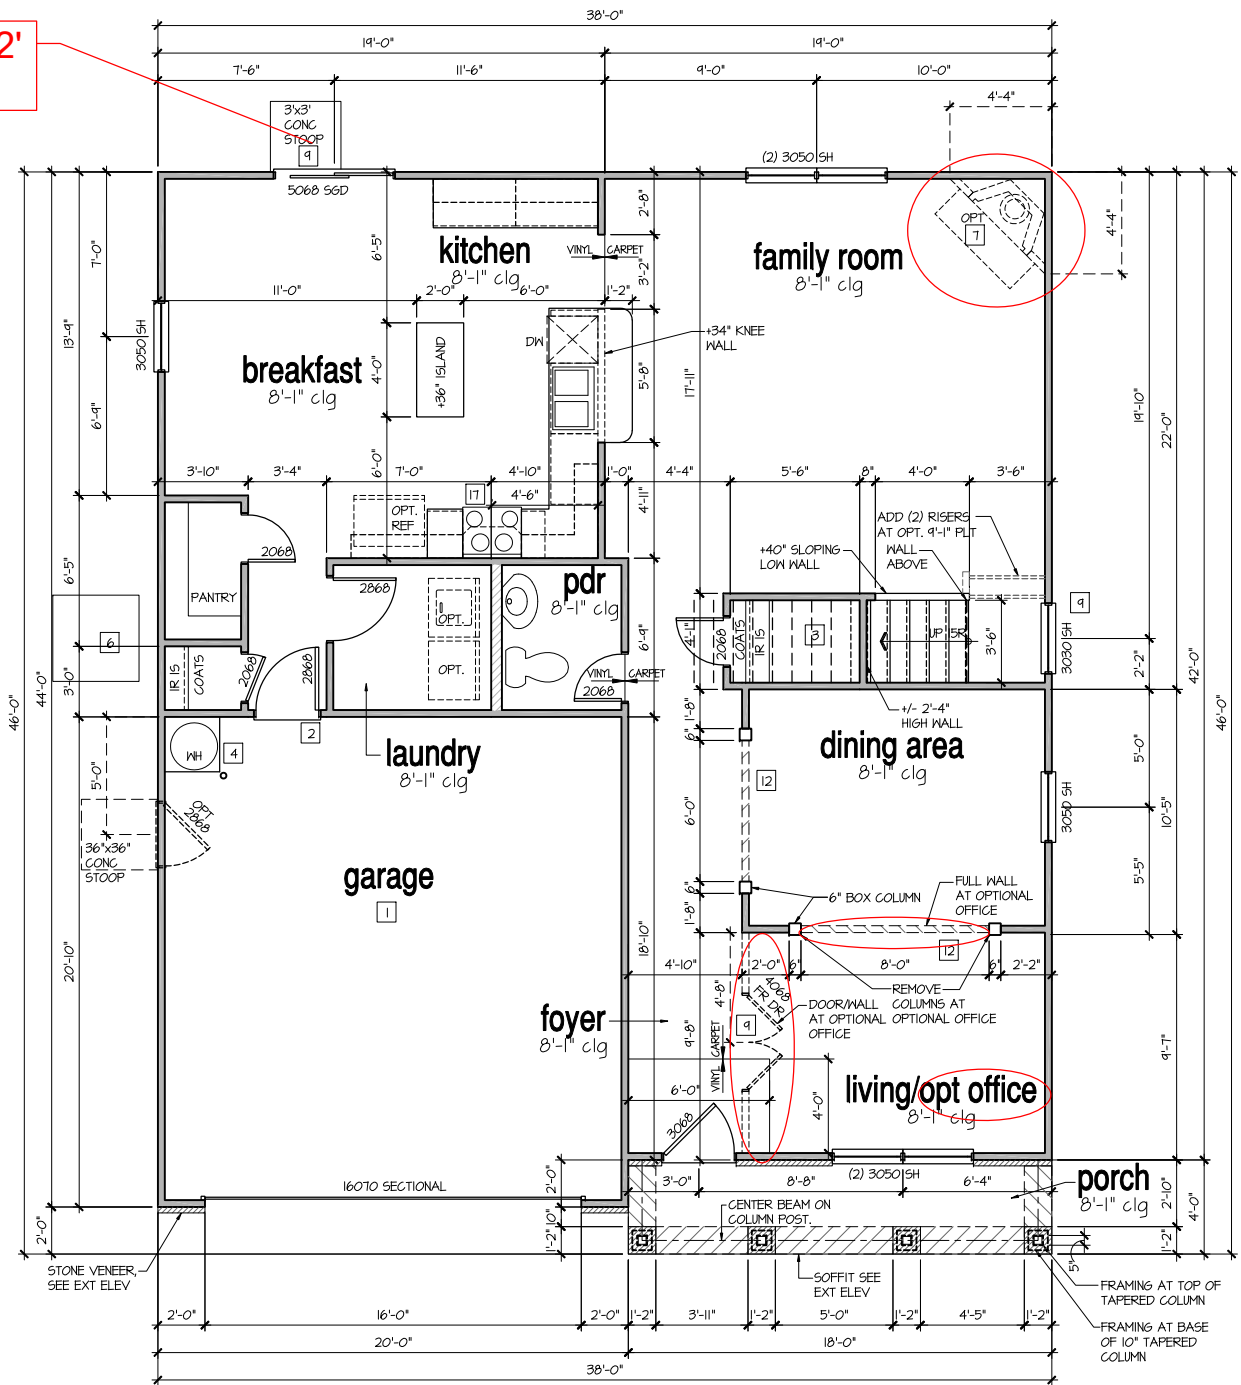 38'-0"
2'
19'-0" 19'-0"
7'-6" 11'-6" 9'-0" 10'-0"
4'-4"
3'x3'
CONC
STOOP
9
(2) 3050 SH
5068 SGD
OPT
7
4'-4"
2'-8"
7'-0"
6'-5"
kitchen
8'-1" clg
VINYL CARPET
3'-2"
family room
8'-1" clg
11'-0" 2'-0" 6'-0" 1'-2"
13'-9"
3050 SH
DW
+34" KNEE
WALL
breakfast
8'-1" clg
4'-0"
+36" ISLAND
5'-8"
17'-11"
6'-9"
19'-10"
22'-0"
3'-10" 3'-4" 6'-0" 7'-0" 4'-10" 1'-0" 4'-4" 5'-6" 8" 4'-0" 3'-6"
17
4'-6"
OPT.
REF
4'-11"
ADD (2) RISERS
AT OPT. 9'-1" PLT
+40" SLOPING
LOW WALL
WALL
ABOVE
2068
6'-5"
2868
pdr
8'-1" clg
PANTRY
OPT.
9
6
3'-0"
1R 1S
COATS
2068
2868
OPT.
VINYL CARPET
2068
6'-9"
4'-1"
2068
COATS
1R 1S
3
UP 5R
3'-6"
3030 SH
2'-2"
42'-0"
46'-0"
44'-0"
46'-0"
1'-8"
+/- 2'-4"
HIGH WALL
2
WH
4
laundry
8'-1" clg
6"
dining area
8'-1" clg
5'-0"
5'-0"
12
6'-0"
OPT
2868
3050 SH
10'-5"
36"x36"
CONC
STOOP
garage
1
5'-5"
6"
1'-8"
6" BOX COLUMN
FULL WALL
AT OPTIONAL
OFFICE
20'-10"
18'-10"
12
4'-10" 2'-0" 6" 8'-0" 6" 2'-2"
4'-8"
4068
FR DR
REMOVE
COLUMNS AT
OPTIONAL OFFICE
DOOR/WALL
AT OPTIONAL
OFFICE
foyer
8'-1" clg
9
9'-8"
VINYL CARPET
9'-7"
6'-0"
4'-0"
living/opt office
8'-1" clg
3068
(2) 3050 SH
porch
8'-1" clg
16070 SECTIONAL
2'-0"
3'-0" 8'-8" 6'-4"
2'-10"
4'-0"
CENTER BEAM ON
COLUMN POST.
2'-0"
10"
1'-2"
1'-2"
5"
STONE VENEER,
SEE EXT ELEV
SOFFIT SEE
EXT ELEV
FRAMING AT TOP OF
TAPERED COLUMN
2'-0" 16'-0" 2'-0" 1'-2" 3'-11" 1'-2" 5'-0" 1'-2" 4'-5" 1'-2"
FRAMING AT BASE
OF 10" TAPERED
COLUMN
20'-0" 18'-0"
38'-0"